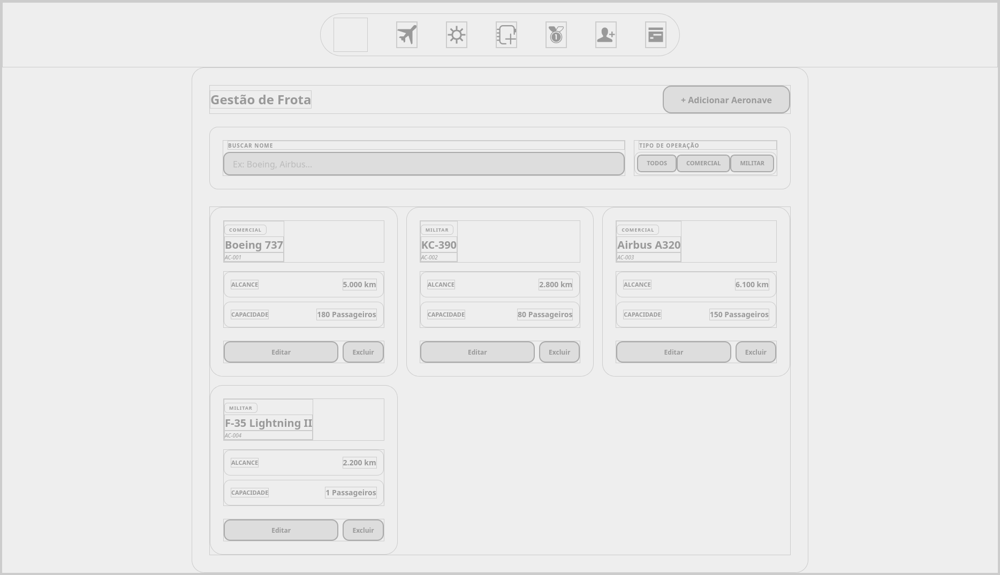 Gestão de Frota
+ Adicionar Aeronave
BUSCAR NOME
TIPO DE OPERAÇÃO
Ex: Boeing, Airbus...
TODOS
COMERCIAL
MILITAR
COMERCIAL
Boeing 737
AC-001
ALCANCE
5.000 km
CAPACIDADE
180 Passageiros
Editar
Excluir
MILITAR
KC-390
AC-002
ALCANCE
2.800 km
CAPACIDADE
80 Passageiros
Editar
Excluir
COMERCIAL
Airbus A320
AC-003
ALCANCE
6.100 km
CAPACIDADE
150 Passageiros
Editar
Excluir
MILITAR
F-35 Lightning II
AC-004
ALCANCE
2.200 km
CAPACIDADE
1 Passageiros
Editar
Excluir